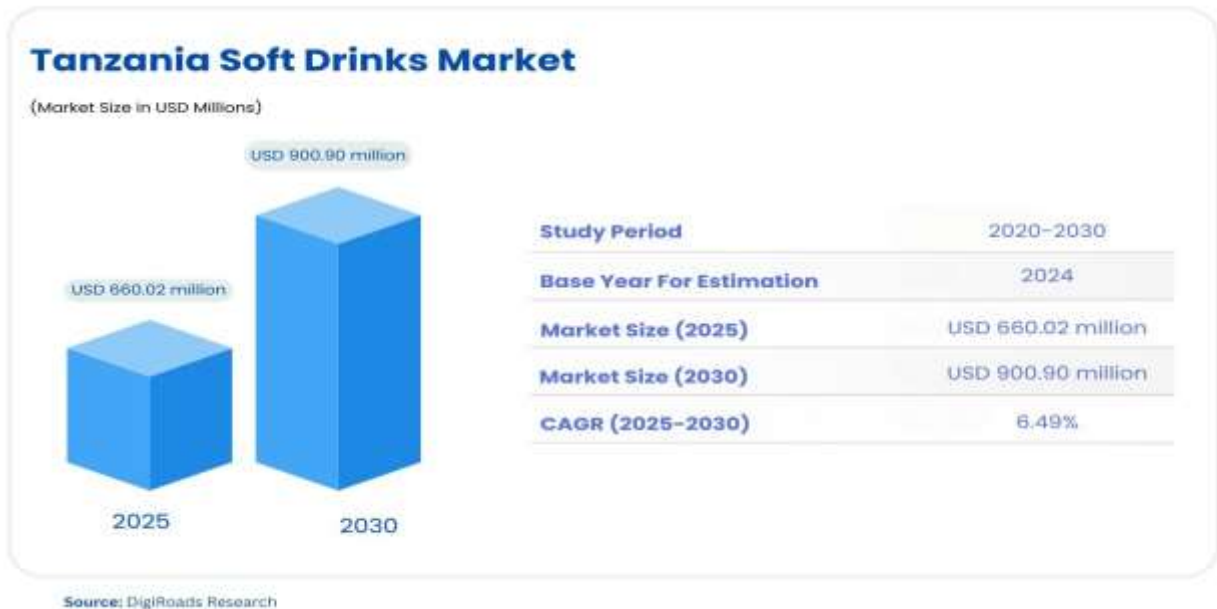 Tanzania Soft Drinks Market
(Market Size in USD Millions)
USD 900.90 million
USD 660.02 million
2025
2030
Study Period 2020-2030
Base Year For Estimation 2024
Market Size (2025) USD 660.02 million
Market Size (2030) USD 900.90 million
CAGR (2025-2030) 6.49%
Source: DigiRoads Research